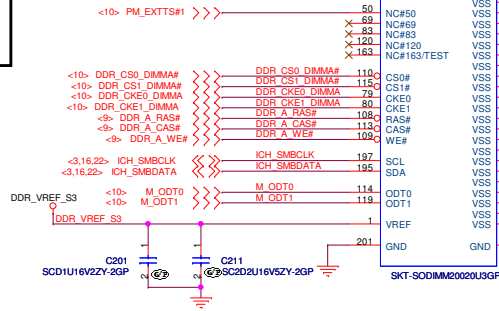 <10> PM_EXTTS#1
50 NC#50 VSS
69 NC#69 VSS
83 NC#83 VSS
120 NC#120 VSS
163 NC#163/TEST VSS
VSS
<10> DDR_CS0_DIMMA# DDR_CS0_DIMMA# 110 CS0# VSS
<10> DDR_CS1_DIMMA# DDR_CS1_DIMMA# 115 CS1# VSS
<10> DDR_CKE0_DIMMA DDR_CKE0_DIMMA 79 CKE0 VSS
<10> DDR_CKE1_DIMMA DDR_CKE1_DIMMA 80 CKE1 VSS
<9> DDR_A_RAS# DDR_A_RAS# 108 RAS# VSS
<9> DDR_A_CAS# DDR_A_CAS# 113 CAS# VSS
<9> DDR_A_WE# DDR_A_WE# 109 WE# VSS
VSS
<3,16,22> ICH_SMBCLK ICH_SMBCLK 197 SCL VSS
<3,16,22> ICH_SMBDATA ICH_SMBDATA 195 SDA VSS
VSS
<10> M_ODT0 M_ODT0 114 ODT0 VSS
<10> M_ODT1 M_ODT1 119 ODT1 VSS
DDR_VREF_S3
DDR_VREF_S3 1 VREF VSS
201 GND GND
1 C201 1 C211
SCD1U16V2ZY-2GP SC2D2U16V5ZY-2GP
2 2
SKT-SODIMM20020U3GP